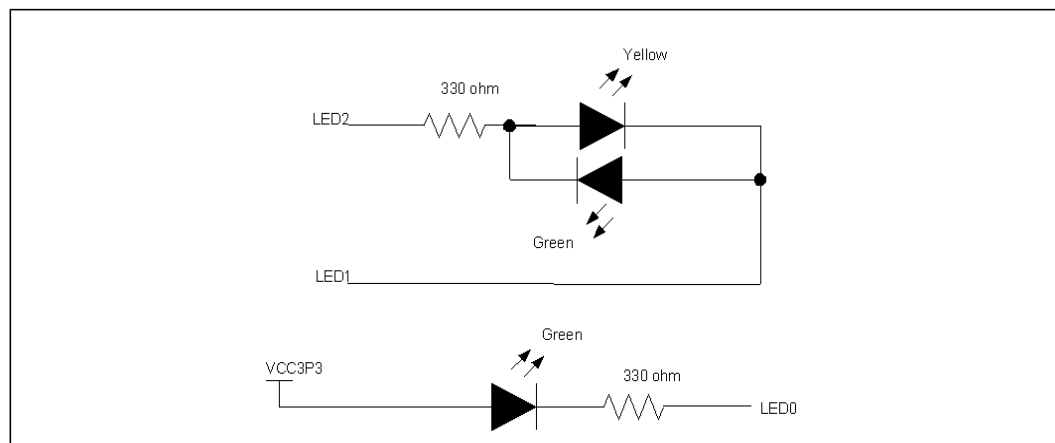 Yellow
330 ohm
LED2
Green
LED1
Green
VCC3P3
330 ohm
LED0